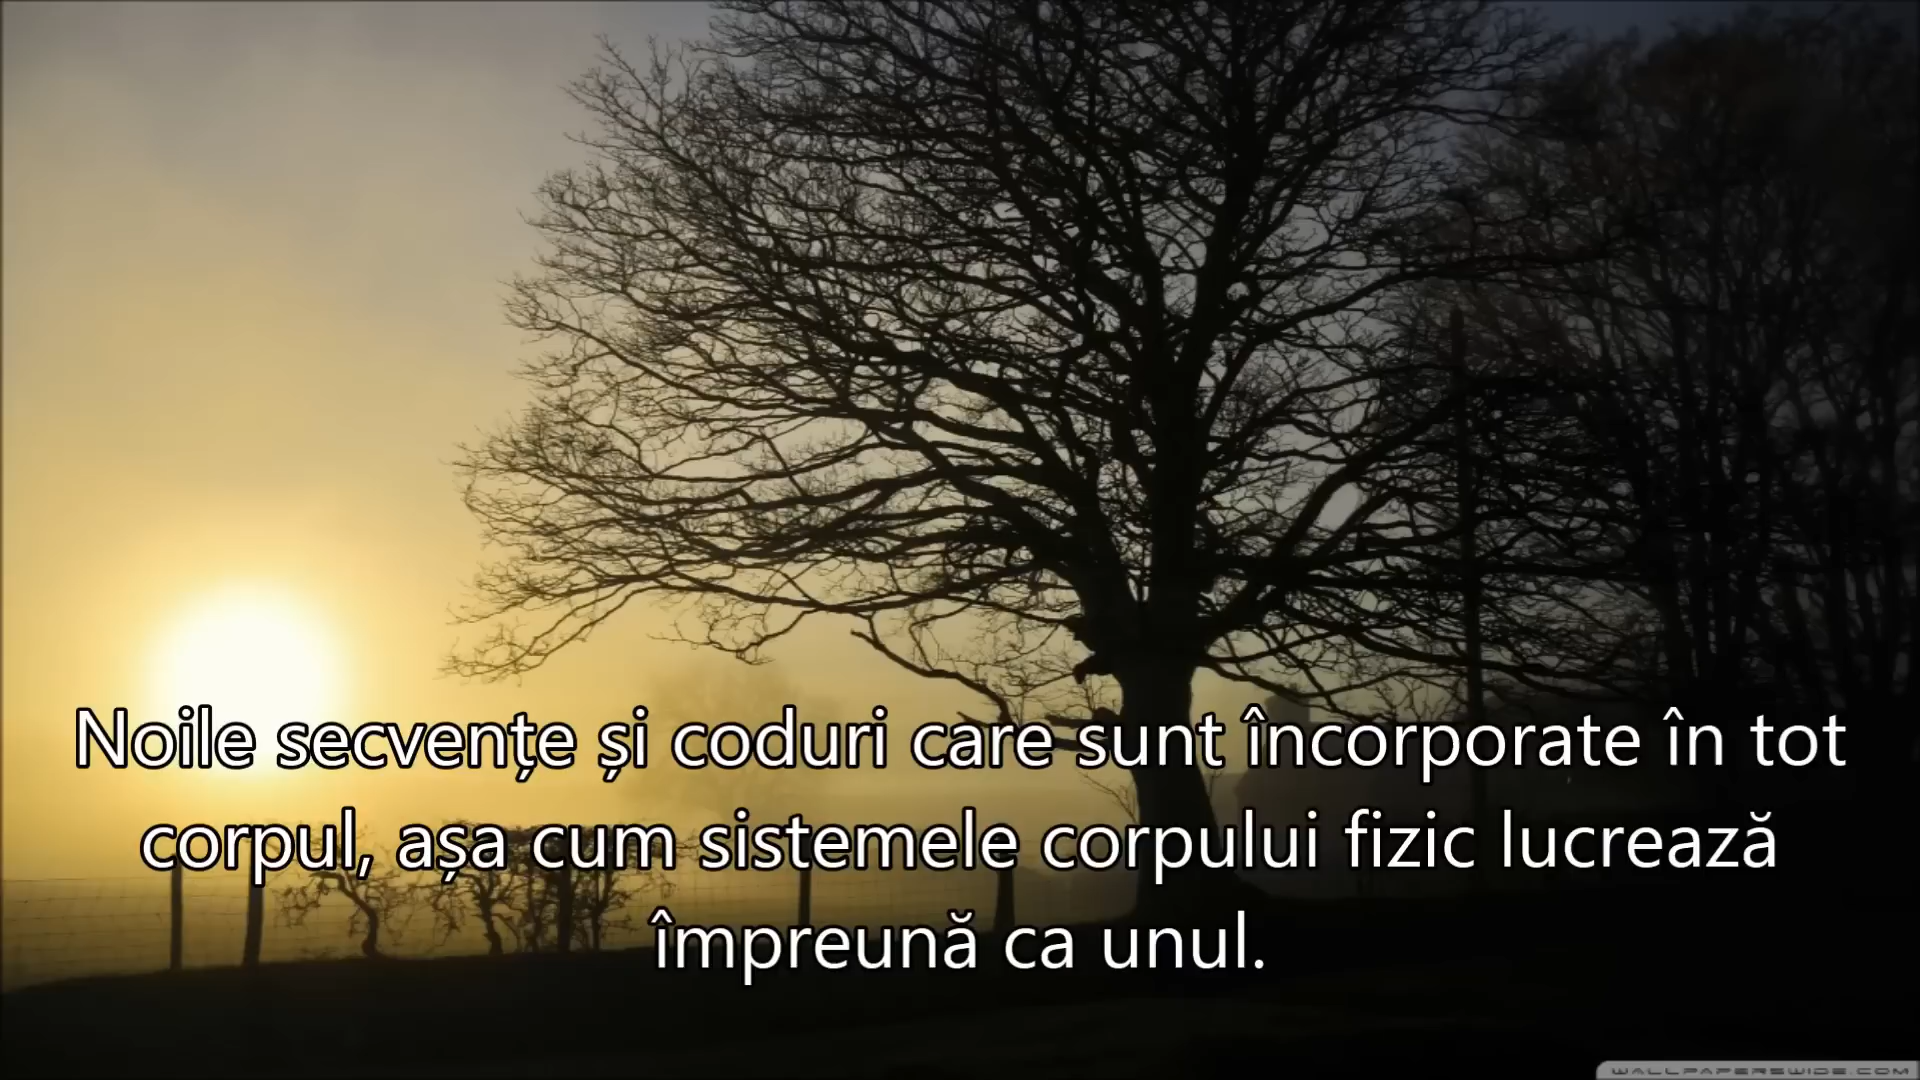 Noile secvențe și coduri care sunt încorporate în tot
corpul, așa cum sistemele corpului fizic lucrează
împreună ca unul.
WALLPAPERSWIDE.COM